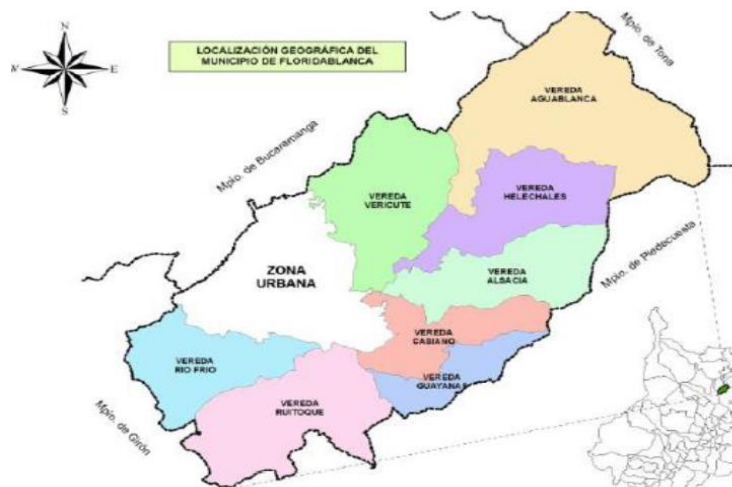 N
W
E
S
LOCALIZACIÓN GEOGRÁFICA DEL
MUNICIPIO DE FLORIDABLANCA
Mpio. de Tona
VEREDA
AGUABLANCA
Mpio. de Bucaramanga
VEREDA
VERICUTE
VEREDA
HELECHALES
ZONA
URBANA
VEREDA
ALSACIA
Mpio. de Piedecuesta
VEREDA
CABIANO
VEREDA
RIO FRIO
VEREDA
GUAYANAS
VEREDA
RUITOQUE
Mpio. de Girón